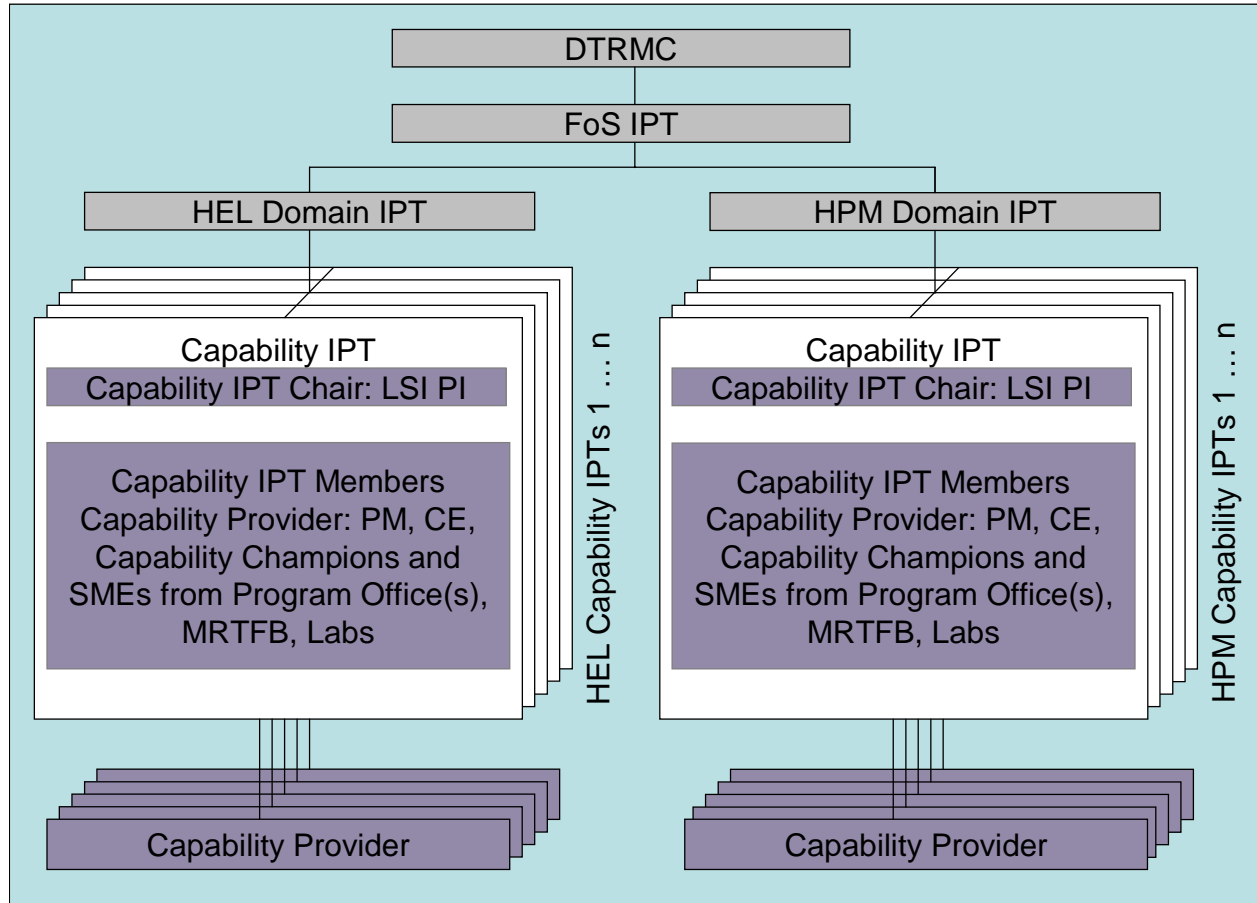 DTRMC
FoS IPT
HEL Domain IPT
HPM Domain IPT
Capability IPT
Capability IPT Chair: LSI PI
Capability IPT Members
Capability Provider: PM, CE,
Capability Champions and
SMEs from Program Office(s),
MRTFB, Labs
HEL Capability IPTs 1 … n
Capability Provider
Capability IPT
Capability IPT Chair: LSI PI
Capability IPT Members
Capability Provider: PM, CE,
Capability Champions and
SMEs from Program Office(s),
MRTFB, Labs
HPM Capability IPTs 1 … n
Capability Provider